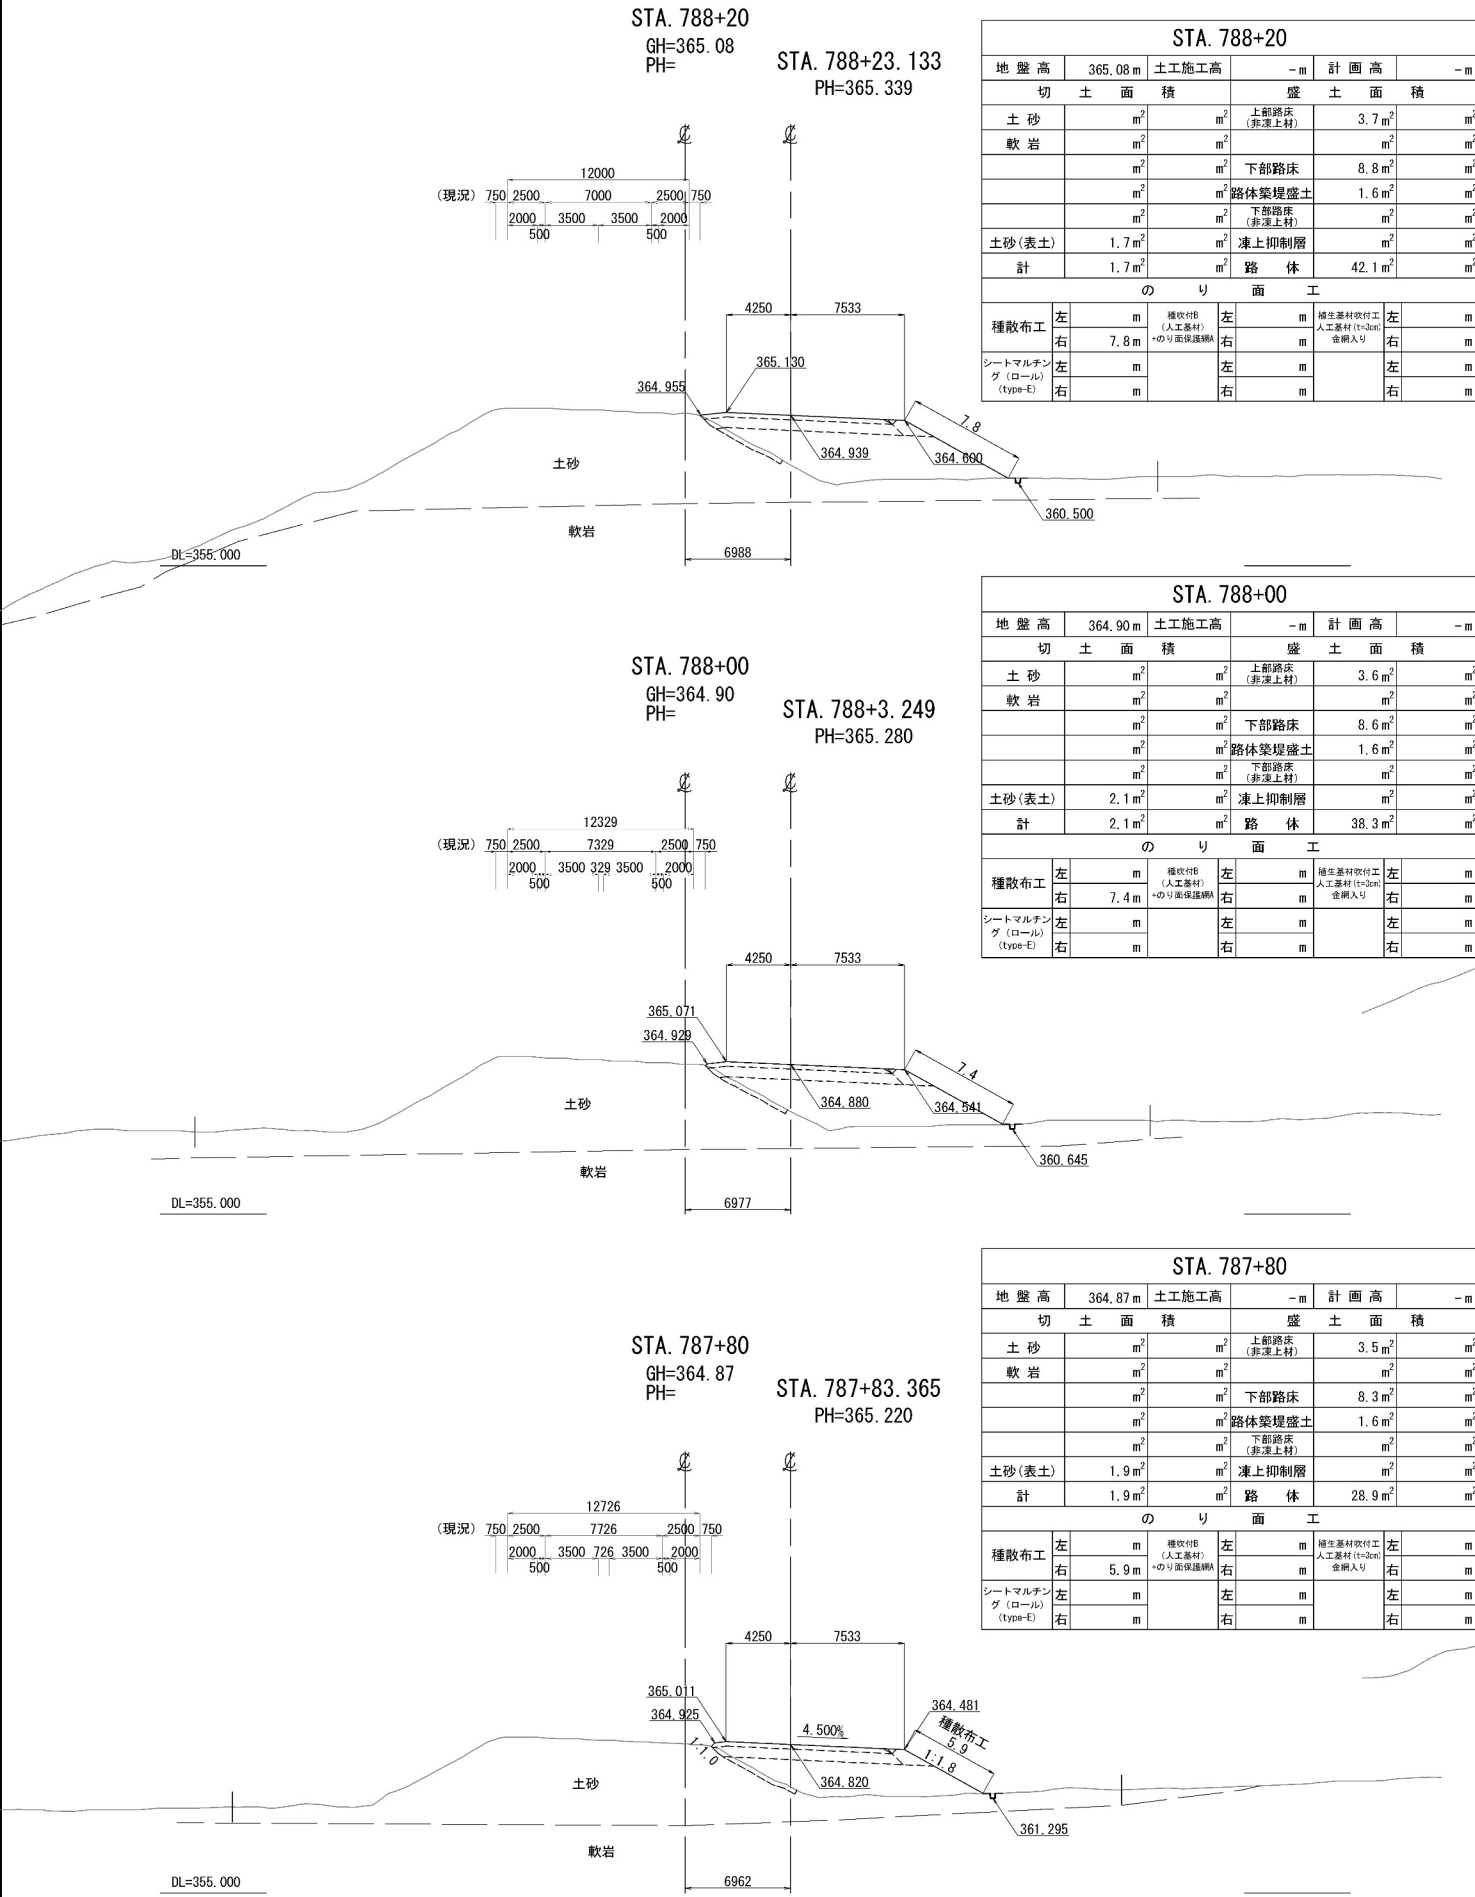 STA. 788+20
GH=365.08
PH=
STA. 788+23.133
PH=365.339
12000
(現況) 750 2500 7000 2500 750
2000 3500 3500 2000
500 500
4250 7533
365.130
364.955
7.8
364.939
364.600
土砂
軟岩
360.500
DL=355.000
6988
STA. 788+20
地盤高 365.08m 土工施工高 -m 計画高 -m
切土面積 盛土面積
土砂 m² m² 上部路床(非凍上材) 3.7m² m²
軟岩 m² m² m² m²
m² m² 下部路床 8.8m² m²
m² m² 路体築堤盛土 1.6m² m²
m² m² 下部路床(非凍上材) m² m²
土砂(表土) 1.7m² m² 凍上抑制層 m² m²
計 1.7m² m² 路体 42.1m² m²
のり面工
種散布工 左 m 種吹付B(人工基材)+のり面保護網A 左 m 植生基材吹付工人工基材(t=3cm)金網入り 左 m
右 7.8m 右 m 右 m
シートマルチング(ロール)(type-E) 左 m 左 m 左 m
右 m 右 m 右 m
STA. 788+00
GH=364.90
PH=
STA. 788+3.249
PH=365.280
12329
(現況) 750 2500 7329 2500 750
2000 3500 329 3500 2000
500 500
4250 7533
365.071
364.929
7.4
364.880
364.541
土砂
軟岩
360.645
DL=355.000
6977
STA. 788+00
地盤高 364.90m 土工施工高 -m 計画高 -m
切土面積 盛土面積
土砂 m² m² 上部路床(非凍上材) 3.6m² m²
軟岩 m² m² m² m²
m² m² 下部路床 8.6m² m²
m² m² 路体築堤盛土 1.6m² m²
m² m² 下部路床(非凍上材) m² m²
土砂(表土) 2.1m² m² 凍上抑制層 m² m²
計 2.1m² m² 路体 38.3m² m²
のり面工
種散布工 左 m 種吹付B(人工基材)+のり面保護網A 左 m 植生基材吹付工人工基材(t=3cm)金網入り 左 m
右 7.4m 右 m 右 m
シートマルチング(ロール)(type-E) 左 m 左 m 左 m
右 m 右 m 右 m
STA. 787+80
GH=364.87
PH=
STA. 787+83.365
PH=365.220
12726
(現況) 750 2500 7726 2500 750
2000 3500 726 3500 2000
500 500
4250 7533
365.011
364.925
4.500%
364.481
種散布工
5.9
1:1.8
1:1.0
364.820
土砂
軟岩
361.295
DL=355.000
6962
STA. 787+80
地盤高 364.87m 土工施工高 -m 計画高 -m
切土面積 盛土面積
土砂 m² m² 上部路床(非凍上材) 3.5m² m²
軟岩 m² m² m² m²
m² m² 下部路床 8.3m² m²
m² m² 路体築堤盛土 1.6m² m²
m² m² 下部路床(非凍上材) m² m²
土砂(表土) 1.9m² m² 凍上抑制層 m² m²
計 1.9m² m² 路体 28.9m² m²
のり面工
種散布工 左 m 種吹付B(人工基材)+のり面保護網A 左 m 植生基材吹付工人工基材(t=3cm)金網入り 左 m
右 5.9m 右 m 右 m
シートマルチング(ロール)(type-E) 左 m 左 m 左 m
右 m 右 m 右 m